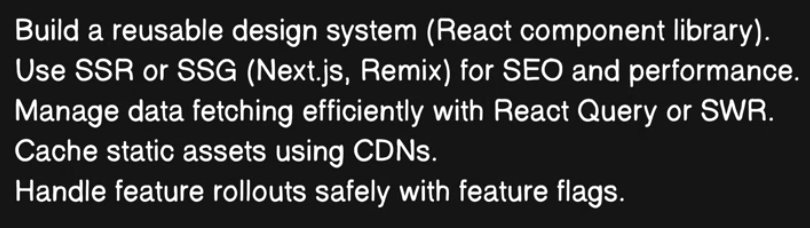 Build a reusable design system (React component library).
Use SSR or SSG (Next.js, Remix) for SEO and performance.
Manage data fetching efficiently with React Query or SWR.
Cache static assets using CDNs.
Handle feature rollouts safely with feature flags.